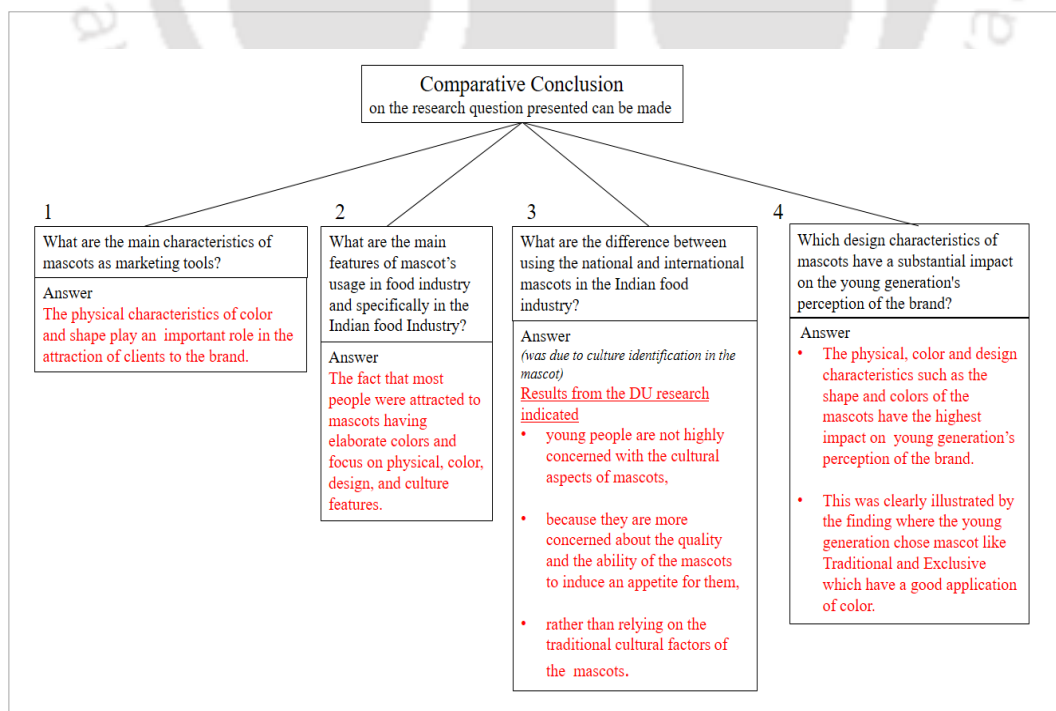 Comparative Conclusion
on the research question presented can be made
1
What are the main characteristics of
mascots as marketing tools?
Answer
The physical characteristics of color
and shape play an important role in the
attraction of clients to the brand.
2
What are the main
features of mascot's
usage in food industry
and specifically in the
Indian food Industry?
Answer
The fact that most
people were attracted to
mascots having
elaborate colors and
focus on physical, color,
design, and culture
features.
3
What are the difference between
using the national and international
mascots in the Indian food
industry?
Answer
(was due to culture identification in the
mascot)
Results from the DU research
indicated
• young people are not highly
concerned with the cultural
aspects of mascots,
• because they are more
concerned about the quality
and the ability of the mascots
to induce an appetite for them,
• rather than relying on the
traditional cultural factors of
the mascots.
4
Which design characteristics of
mascots have a substantial impact
on the young generation's
perception of the brand?
Answer
• The physical, color and design
characteristics such as the
shape and colors of the
mascots have the highest
impact on young generation's
perception of the brand.
• This was clearly illustrated by
the finding where the young
generation chose mascot like
Traditional and Exclusive
which have a good application
of color.